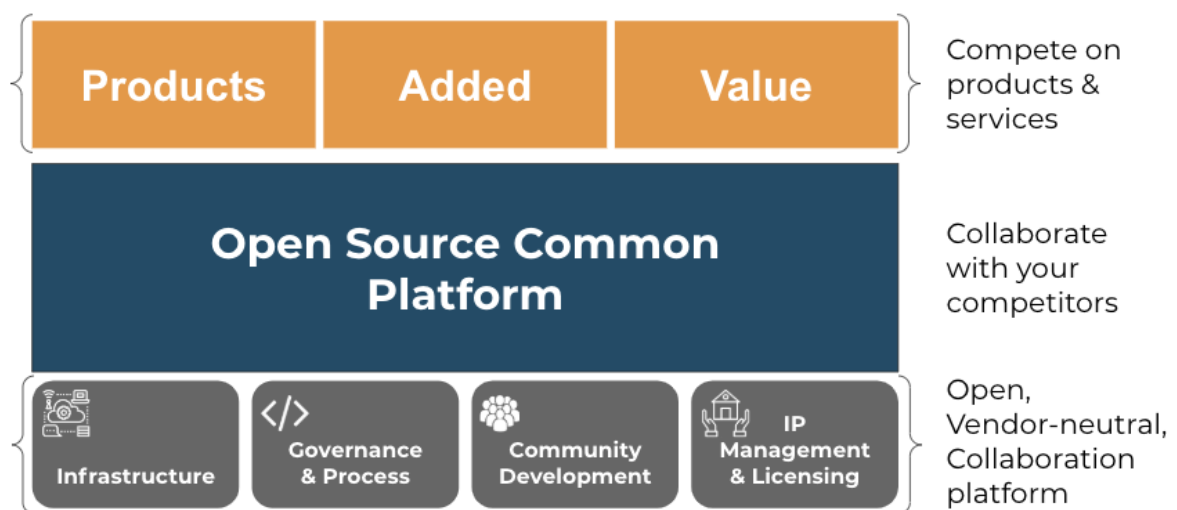 Products
Added
Value
Compete on
products &
services
Open Source Common
Platform
Collaborate
with your
competitors
Infrastructure
</>
Governance
& Process
Community
Development
IP
Management
& Licensing
Open,
Vendor-neutral,
Collaboration
platform